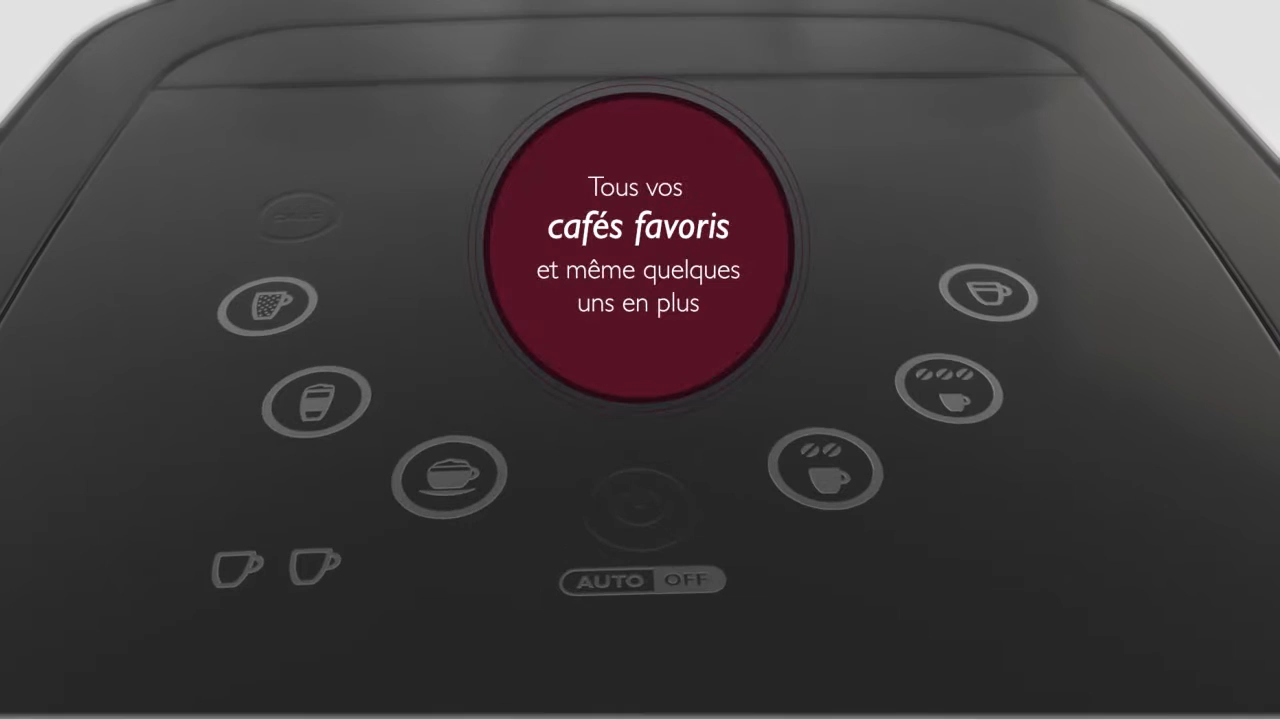 Tous vos
cafés favoris
et même quelques
uns en plus
AUTO OFF